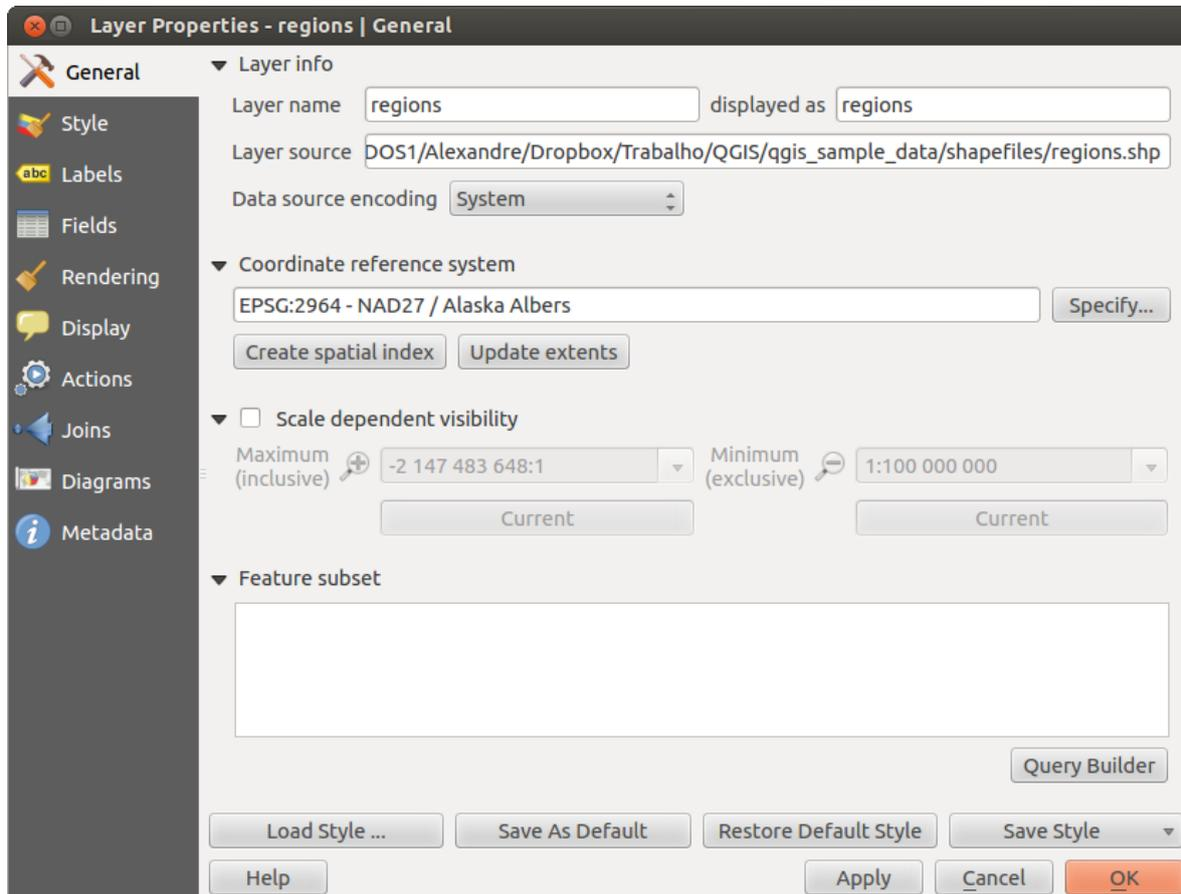 Layer Properties - regions | General
General
Style
Labels
Fields
Rendering
Display
Actions
Joins
Diagrams
Metadata
abc
Layer info
Layer name regions displayed as regions
Layer source DOS1/Alexandre/Dropbox/Trabalho/QGIS/qgis_sample_data/shapefiles/regions.shp
Data source encoding System
Coordinate reference system
EPSG:2964 - NAD27 / Alaska Albers Specify...
Create spatial index Update extents
Scale dependent visibility
Maximum (inclusive) -2 147 483 648:1 Minimum (exclusive) 1:100 000 000
Current Current
Feature subset
Query Builder
Load Style ... Save As Default Restore Default Style Save Style
Help Apply Cancel OK